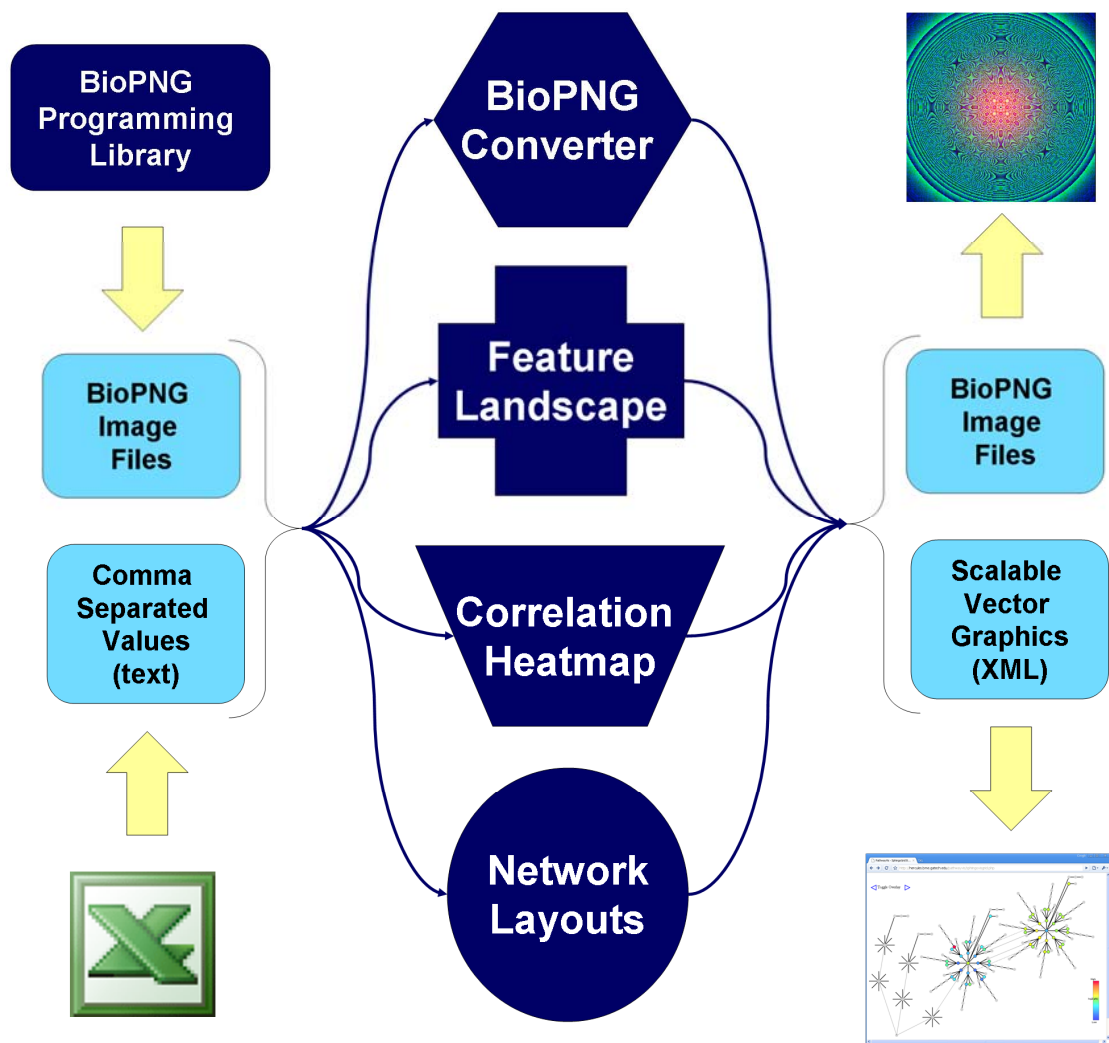 BioPNG
Programming
Library
BioPNG
Image
Files
Comma
Separated
Values
(text)
BioPNG
Converter
Feature
Landscape
Correlation
Heatmap
Network
Layouts
BioPNG
Image
Files
Scalable
Vector
Graphics
(XML)
Toggle Overlay